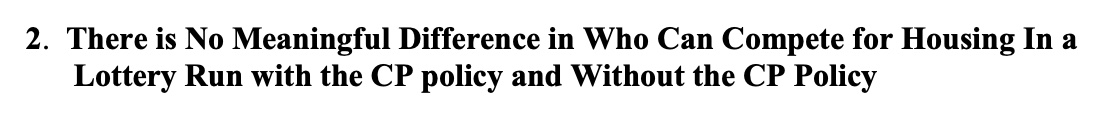 2. There is No Meaningful Difference in Who Can Compete for Housing In a
Lottery Run with the CP policy and Without the CP Policy